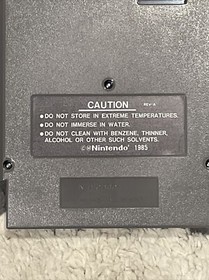 CAUTION
• DO NOT STORE IN EXTREME TEMPERATURES.
• DO NOT IMMERSE IN WATER.
• DO NOT CLEAN WITH BENZENE, THINNER,
ALCOHOL OR OTHER SUCH SOLVENTS.
©®Nintendo® 1985